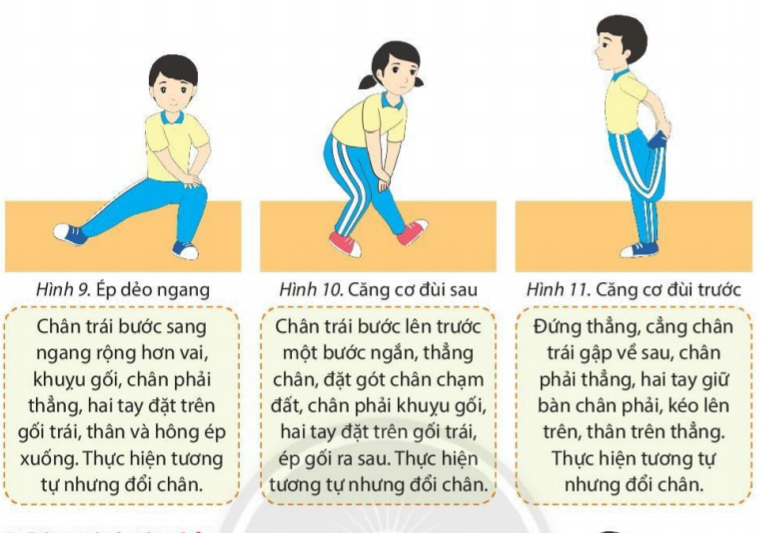 Hình 9. Ép dẻo ngang
Chân trái bước sang
ngang rộng hơn vai,
khuỵu gối, chân phải
thẳng, hai tay đặt trên
gối trái, thân và hông ép
xuống. Thực hiện tương
tự nhưng đổi chân.
Hình 10. Căng cơ đùi sau
Chân trái bước lên trước
một bước ngắn, thẳng
chân, đặt gót chân chạm
đất, chân phải khuỵu gối,
hai tay đặt trên gối trái,
ép gối ra sau. Thực hiện
tương tự nhưng đổi chân.
Hình 11. Căng cơ đùi trước
Đứng thẳng, cẳng chân
trái gập về sau, chân
phải thẳng, hai tay giữ
bàn chân phải, kéo lên
trên, thân trên thẳng.
Thực hiện tương tự
nhưng đổi chân.